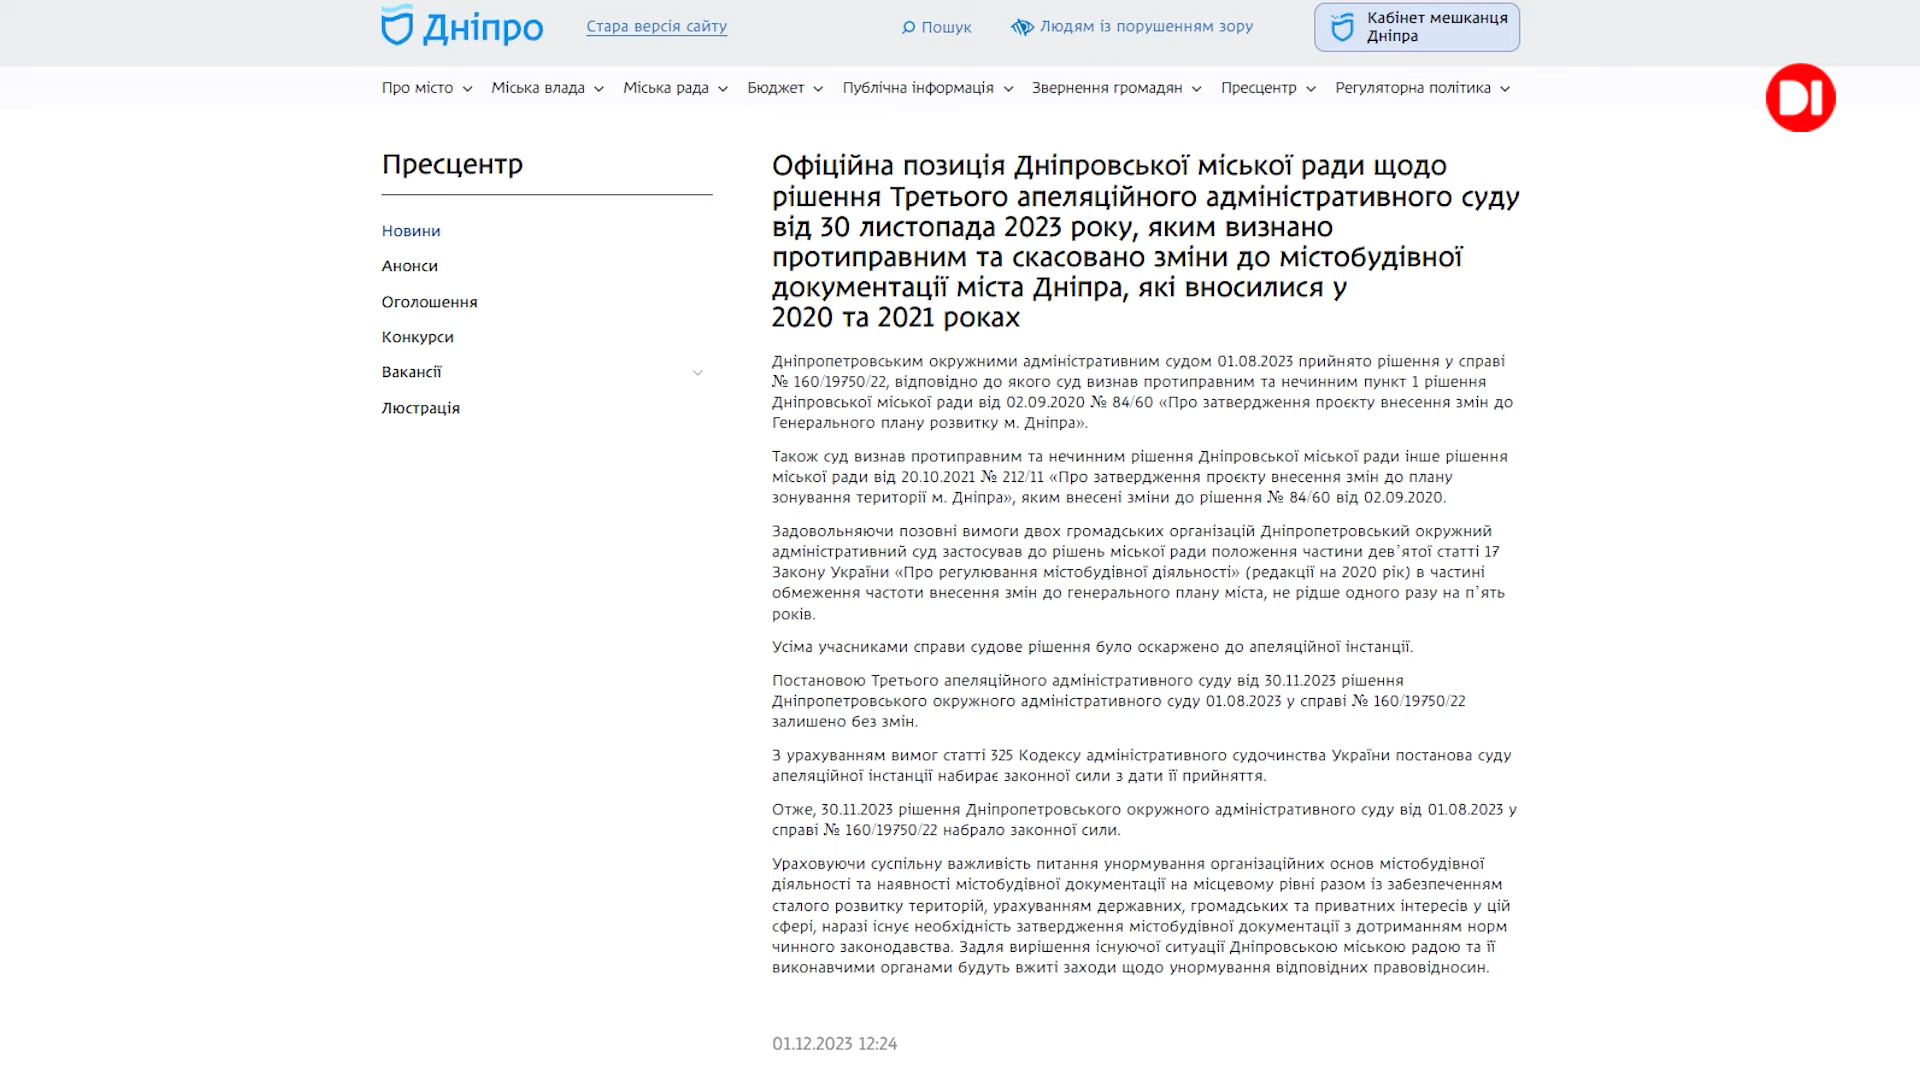 Дніпро
Стара версія сайту
Пошук
Людям із порушенням зору
Кабінет мешканця
Дніпра
Про місто
Міська влада
Міська рада
Бюджет
Публічна інформація
Звернення громадян
Пресцентр
Регуляторна політика
DI
Пресцентр
Новини
Анонси
Оголошення
Конкурси
Вакансії
Люстрація
Офіційна позиція Дніпровської міської ради щодо
рішення Третього апеляційного адміністративного суду
від 30 листопада 2023 року, яким визнано
протиправним та скасовано зміни до містобудівної
документації міста Дніпра, які вносилися у
2020 та 2021 роках
Дніпропетровським окружними адміністративним судом 01.08.2023 прийнято рішення у справі
№ 160/19750/22, відповідно до якого суд визнав протиправним та нечинним пункт 1 рішення
Дніпровської міської ради від 02.09.2020 № 84/60 «Про затвердження проєкту внесення змін до
Генерального плану розвитку м. Дніпра».
Також суд визнав протиправним та нечинним рішення Дніпровської міської ради інше рішення
міської ради від 20.10.2021 № 212/11 «Про затвердження проєкту внесення змін до плану
зонування території м. Дніпра», яким внесені зміни до рішення № 84/60 від 02.09.2020.
Задовольняючи позовні вимоги двох громадських організацій Дніпропетровський окружний
адміністративний суд застосував до рішень міської ради положення частини дев’ятої статті 17
Закону України «Про регулювання містобудівної діяльності» (редакції на 2020 рік) в частині
обмеження частоти внесення змін до генерального плану міста, не рідше одного разу на п’ять
років.
Усіма учасниками справи судове рішення було оскаржено до апеляційної інстанції.
Постановою Третього апеляційного адміністративного суду від 30.11.2023 рішення
Дніпропетровського окружного адміністративного суду 01.08.2023 у справі № 160/19750/22
залишено без змін.
З урахуванням вимог статті 325 Кодексу адміністративного судочинства України постанова суду
апеляційної інстанції набирає законної сили з дати її прийняття.
Отже, 30.11.2023 рішення Дніпропетровського окружного адміністративного суду від 01.08.2023 у
справі № 160/19750/22 набрало законної сили.
Ураховуючи суспільну важливість питання унормування організаційних основ містобудівної
діяльності та наявності містобудівної документації на місцевому рівні разом із забезпеченням
сталого розвитку територій, урахуванням державних, громадських та приватних інтересів у цій
сфері, наразі існує необхідність затвердження містобудівної документації з дотриманням норм
чинного законодавства. Задля вирішення існуючої ситуації Дніпровською міською радою та її
виконавчими органами будуть вжиті заходи щодо унормування відповідних правовідносин.
01.12.2023 12:24